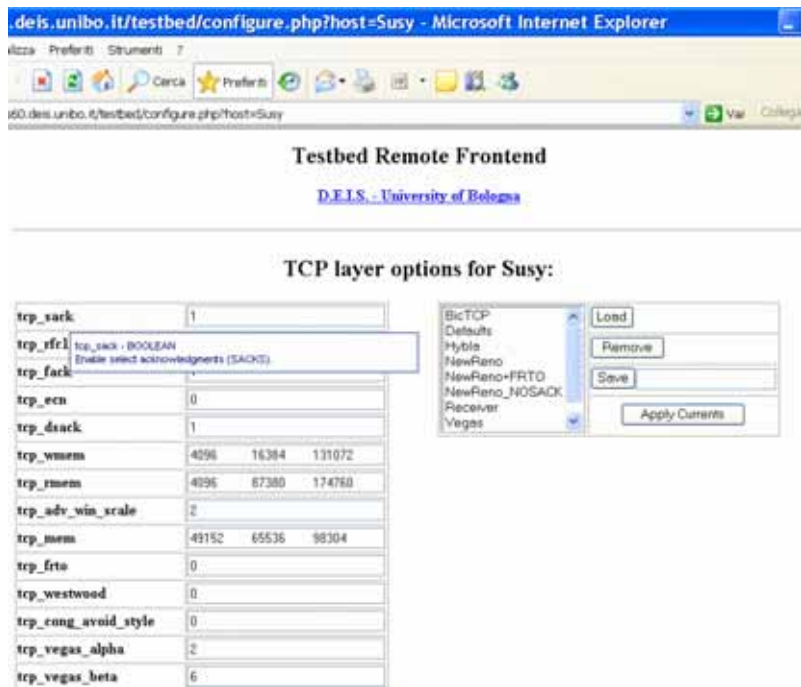 .deis.unibo.it/testbed/configure.php?host=Susy - Microsoft Internet Explorer
alizza Preferiti Strumenti ?
Cerca Preferiti
60.deis.unibo.it/testbed/configure.php?host=Susy Vai Collega
Testbed Remote Frontend
D.E.I.S. - University of Bologna
TCP layer options for Susy:
tcp_sack 1
tcp_rfc1
tcp_sack - BOOLEAN
Enable select acknowledgments (SACKS).
tcp_fack
tcp_ecn 0
tcp_dsack 1
tcp_wmem 4096 16384 131072
tcp_rmem 4096 87380 174760
tcp_adv_win_scale 2
tcp_mem 49152 65536 98304
tcp_frto 0
tcp_westwood 0
tcp_cong_avoid_style 0
tcp_vegas_alpha 2
tcp_vegas_beta 6
BicTCP
Defaults
Hybla
NewReno
NewReno+FRTO
NewReno_NOSACK
Receiver
Vegas
Load
Remove
Save
Apply Currents